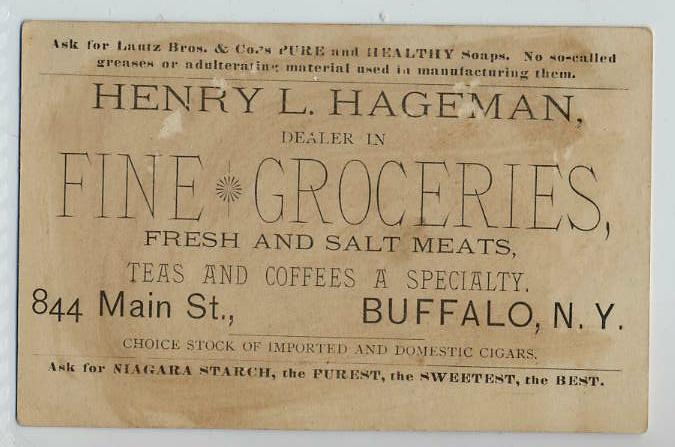 Ask for Lautz Bros. & Co.'s PURE and HEALTHY Soaps. No so-called
greases or adulterating material used in manufacturing them.
HENRY L. HAGEMAN,
DEALER IN
FINE GROCERIES,
FRESH AND SALT MEATS,
TEAS AND COFFEES A SPECIALTY.
844 Main St., BUFFALO, N. Y.
CHOICE STOCK OF IMPORTED AND DOMESTIC CIGARS.
Ask for NIAGARA STARCH, the PUREST, the SWEETEST, the BEST.